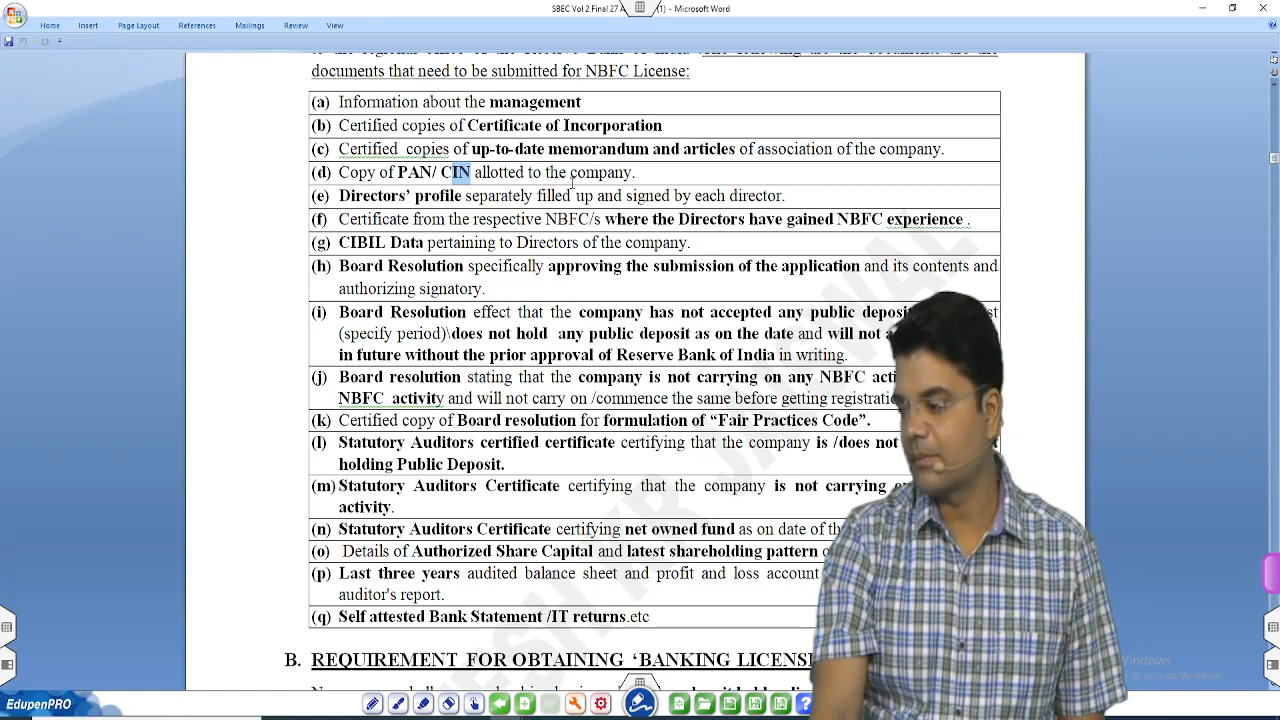 SBEC Vol 2 Final 27 A (1) - Microsoft Word
Home Insert Page Layout References Mailings Review View
documents that need to be submitted for NBFC License:
(a) Information about the management
(b) Certified copies of Certificate of Incorporation
(c) Certified copies of up-to-date memorandum and articles of association of the company.
(d) Copy of PAN/ CIN allotted to the company.
(e) Directors’ profile separately filled up and signed by each director.
(f) Certificate from the respective NBFC/s where the Directors have gained NBFC experience .
(g) CIBIL Data pertaining to Directors of the company.
(h) Board Resolution specifically approving the submission of the application and its contents and
authorizing signatory.
(i) Board Resolution effect that the company has not accepted any public deposit
(specify period)\does not hold any public deposit as on the date and will not
in future without the prior approval of Reserve Bank of India in writing.
(j) Board resolution stating that the company is not carrying on any NBFC
NBFC activity and will not carry on /commence the same before getting
(k) Certified copy of Board resolution for formulation of “Fair Practices Code”.
(l) Statutory Auditors certified certificate certifying that the company is /does not
holding Public Deposit.
(m) Statutory Auditors Certificate certifying that the company is not carrying
activity.
(n) Statutory Auditors Certificate certifying net owned fund as on date of
(o) Details of Authorized Share Capital and latest shareholding pattern
(p) Last three years audited balance sheet and profit and loss account
auditor's report.
(q) Self attested Bank Statement /IT returns.etc
B. REQUIREMENT FOR OBTAINING ‘BANKING
Windows
to activate Windows.
EdupenPRO